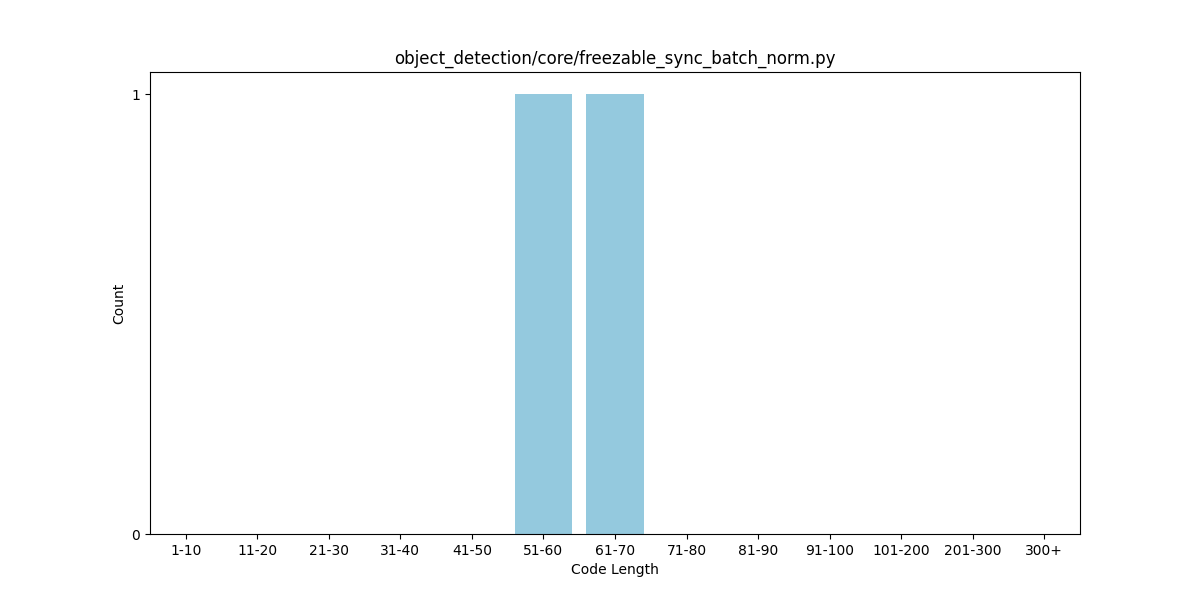 object_detection/core/freezable_sync_batch_norm.py
1
Count
0
1-10 11-20 21-30 31-40 41-50 51-60 61-70 71-80 81-90 91-100 101-200 201-300 300+
Code Length